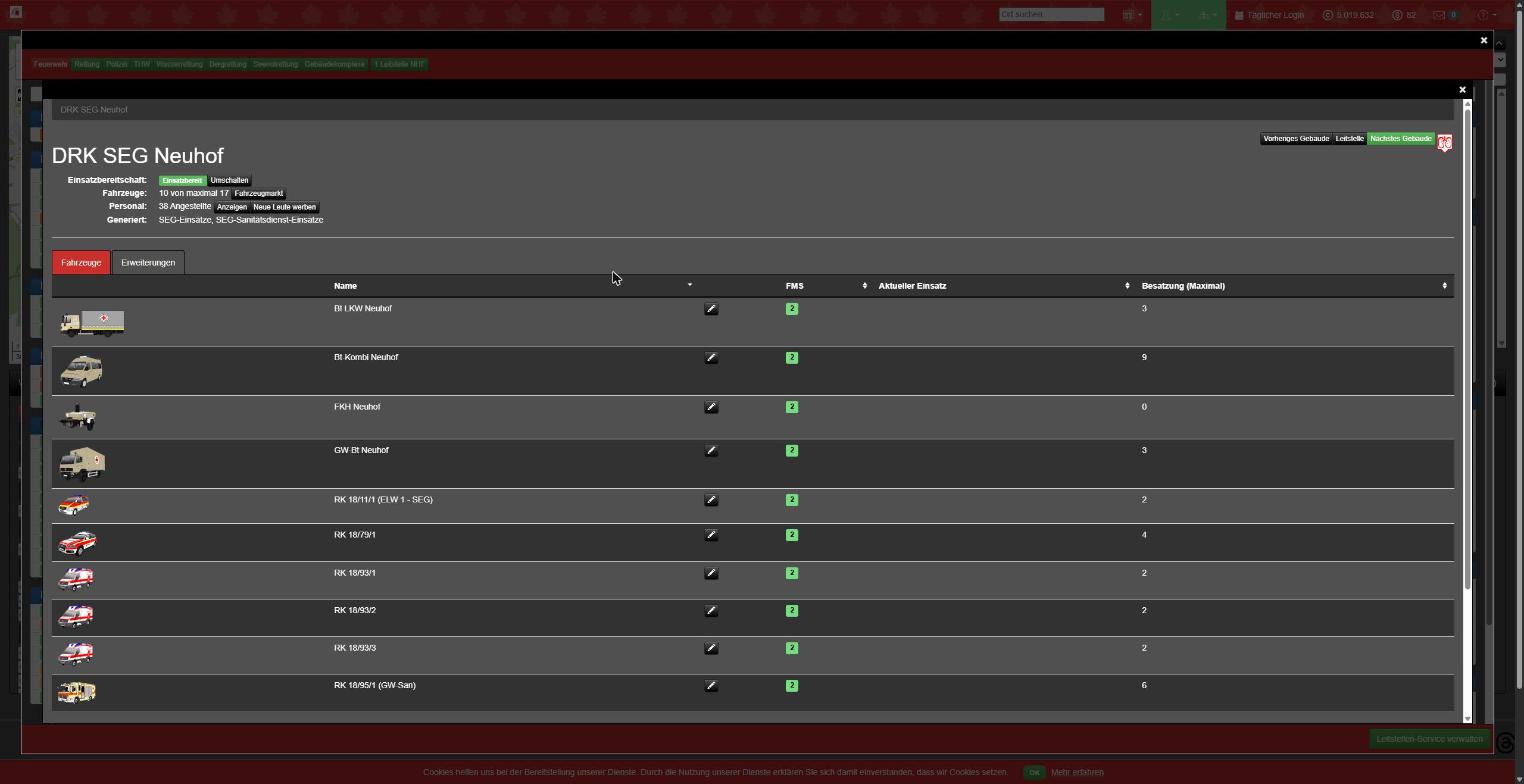 Ort suchen
Täglicher Login 5.019.632 82 0
Feuerwehr Rettung Polizei THW Wasserrettung Bergrettung Seenotrettung Gebäudekomplexe 1 Leitstelle NHF
DRK SEG Neuhof
Vorheriges Gebäude Leitstelle Nächstes Gebäude
DRK SEG Neuhof
Einsatzbereitschaft: Einsatzbereit Umschalten
Fahrzeuge: 10 von maximal 17 Fahrzeugmarkt
Personal: 38 Angestellte Anzeigen Neue Leute werben
Generiert: SEG-Einsätze, SEG-Sanitätsdienst-Einsätze
Fahrzeuge Erweiterungen
Name FMS Aktueller Einsatz Besatzung (Maximal)
Bt LKW Neuhof 2 3
Bt-Kombi Neuhof 2 9
FKH Neuhof 2 0
GW-Bt Neuhof 2 3
RK 18/11/1 (ELW 1 - SEG) 2 2
RK 18/79/1 2 4
RK 18/93/1 2 2
RK 18/93/2 2 2
RK 18/93/3 2 2
RK 18/95/1 (GW-San) 2 6
Leitstellen-Service verwalten
Cookies helfen uns bei der Bereitstellung unserer Dienste. Durch die Nutzung unserer Dienste erklären Sie sich damit einverstanden, dass wir Cookies setzen. OK Mehr erfahren